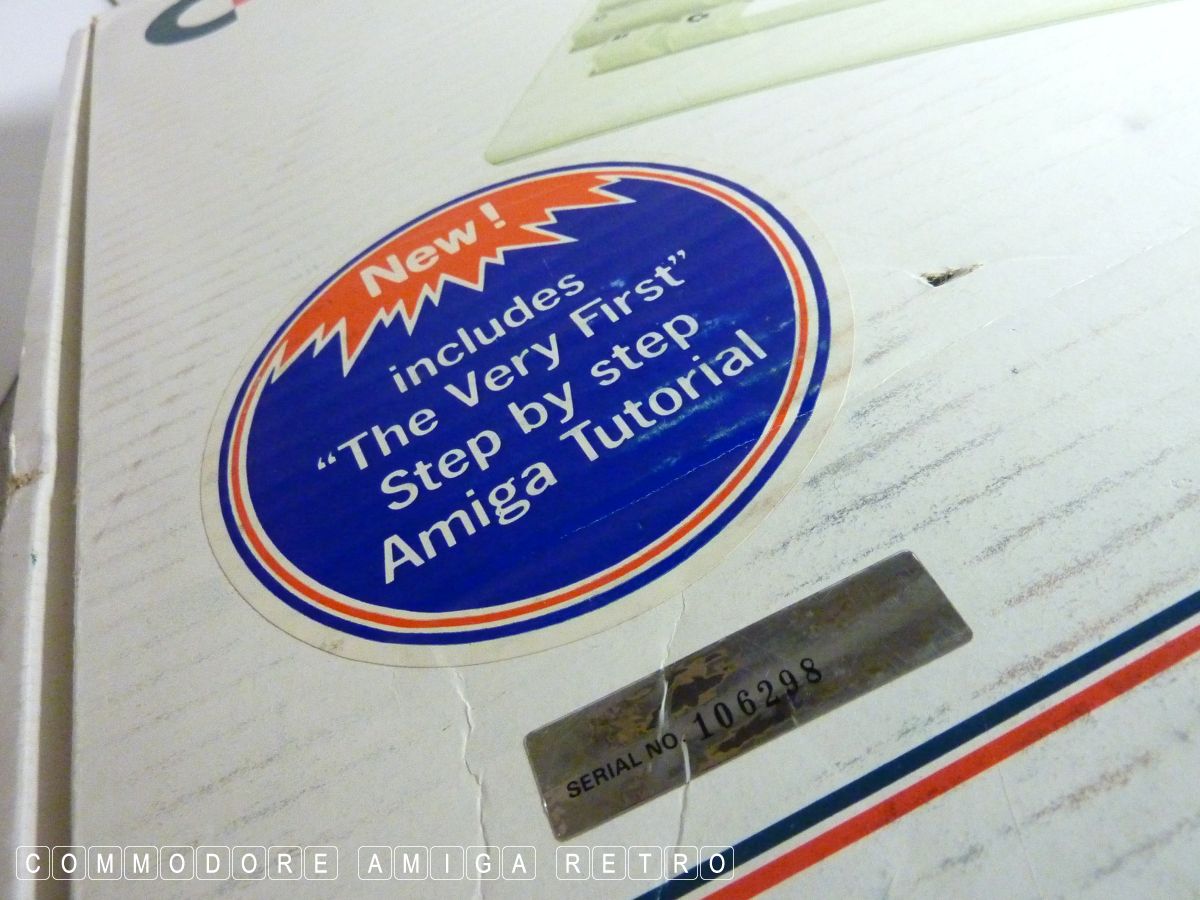 New!
includes
“The Very First”
Step by step
Amiga Tutorial
SERIAL NO. 106298
COMMODORE AMIGA RETRO